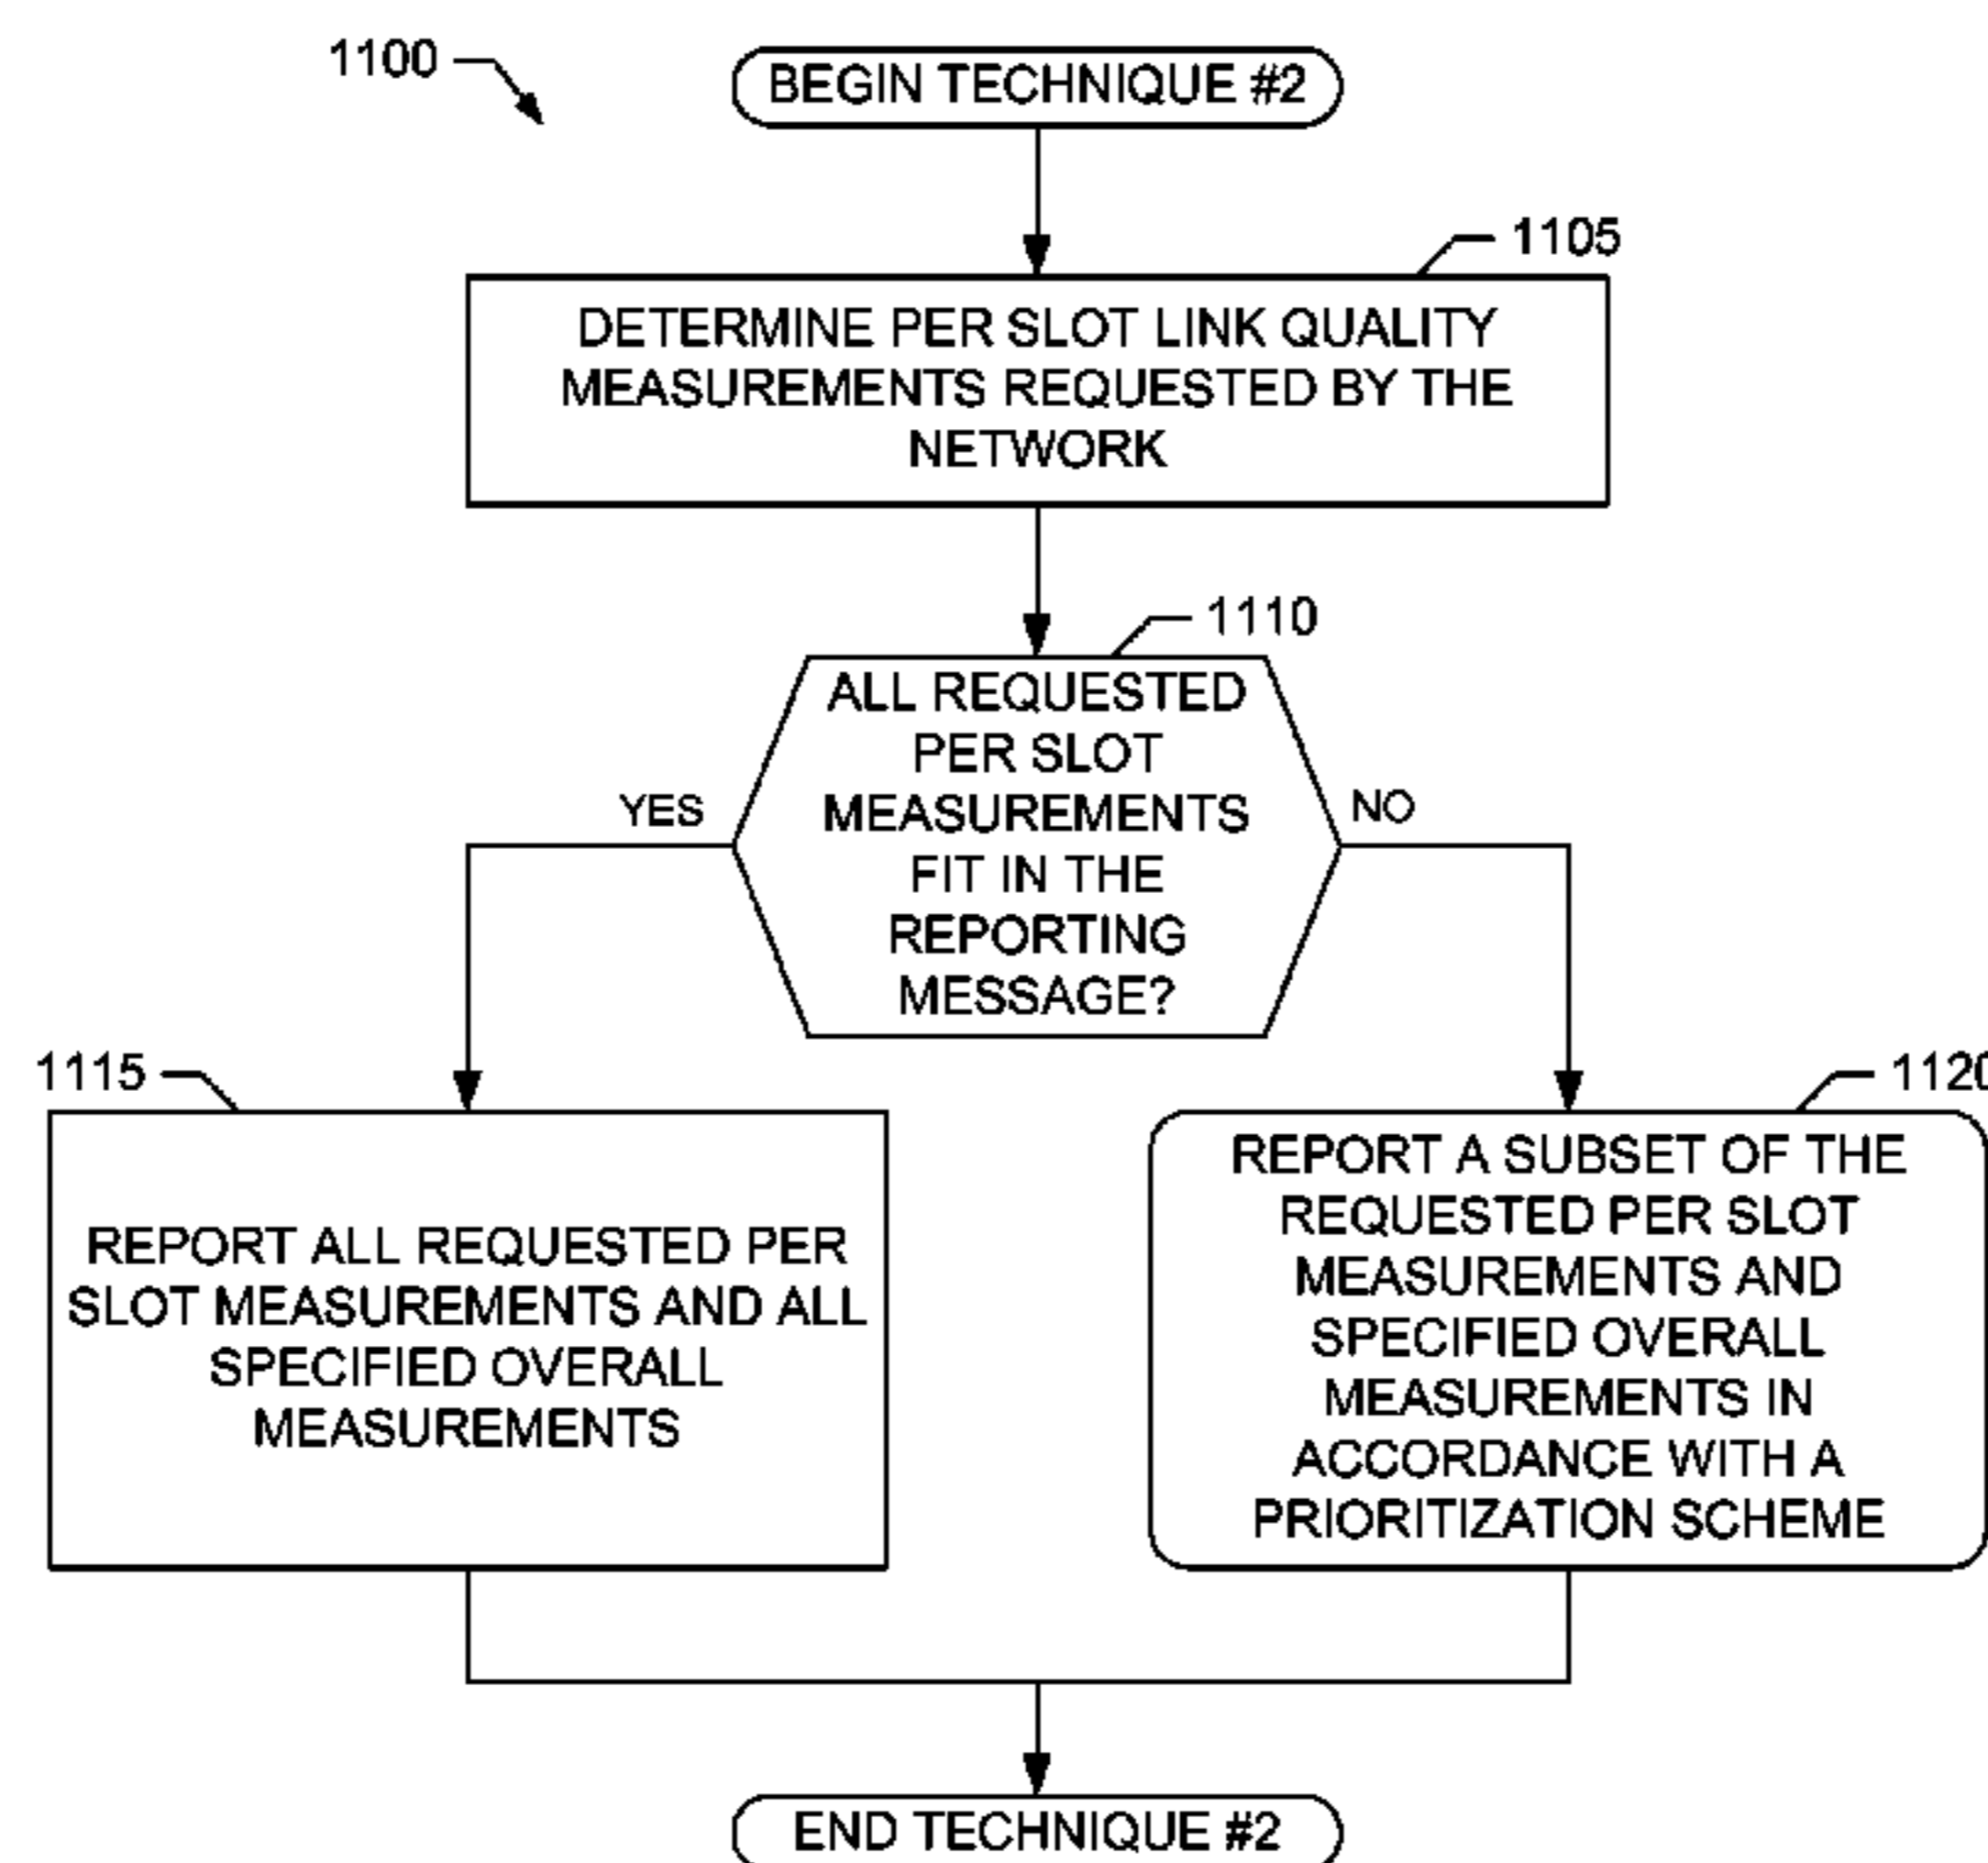 1100
BEGIN TECHNIQUE #2
1105
DETERMINE PER SLOT LINK QUALITY
MEASUREMENTS REQUESTED BY THE
NETWORK
1110
ALL REQUESTED
PER SLOT
MEASUREMENTS
FIT IN THE
REPORTING
MESSAGE?
YES
NO
1115
REPORT ALL REQUESTED PER
SLOT MEASUREMENTS AND ALL
SPECIFIED OVERALL
MEASUREMENTS
1120
REPORT A SUBSET OF THE
REQUESTED PER SLOT
MEASUREMENTS AND
SPECIFIED OVERALL
MEASUREMENTS IN
ACCORDANCE WITH A
PRIORITIZATION SCHEME
END TECHNIQUE #2